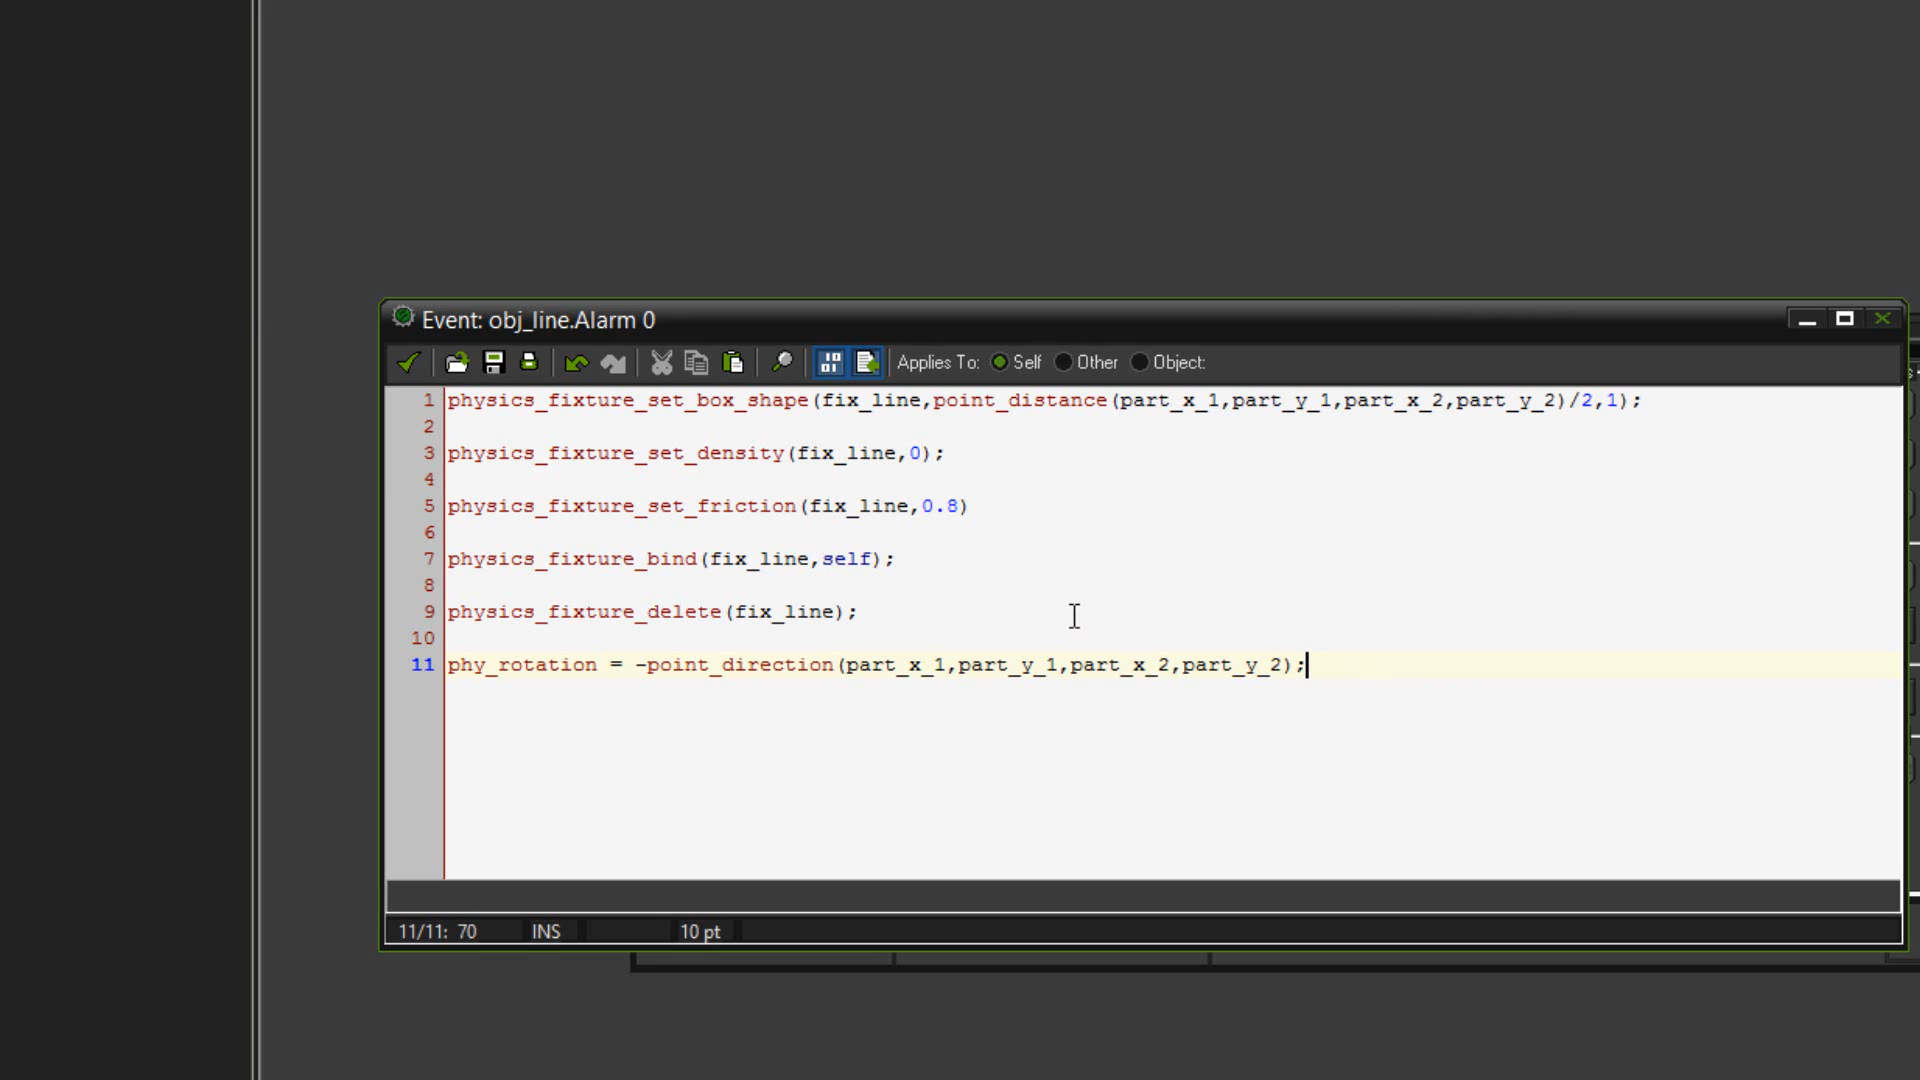 Event: obj_line.Alarm 0
Applies To: Self Other Object:
1 physics_fixture_set_box_shape(fix_line,point_distance(part_x_1,part_y_1,part_x_2,part_y_2)/2,1);
2
3 physics_fixture_set_density(fix_line,0);
4
5 physics_fixture_set_friction(fix_line,0.8)
6
7 physics_fixture_bind(fix_line,self);
8
9 physics_fixture_delete(fix_line);
10
11 phy_rotation = -point_direction(part_x_1,part_y_1,part_x_2,part_y_2);
11/11: 70 INS 10 pt